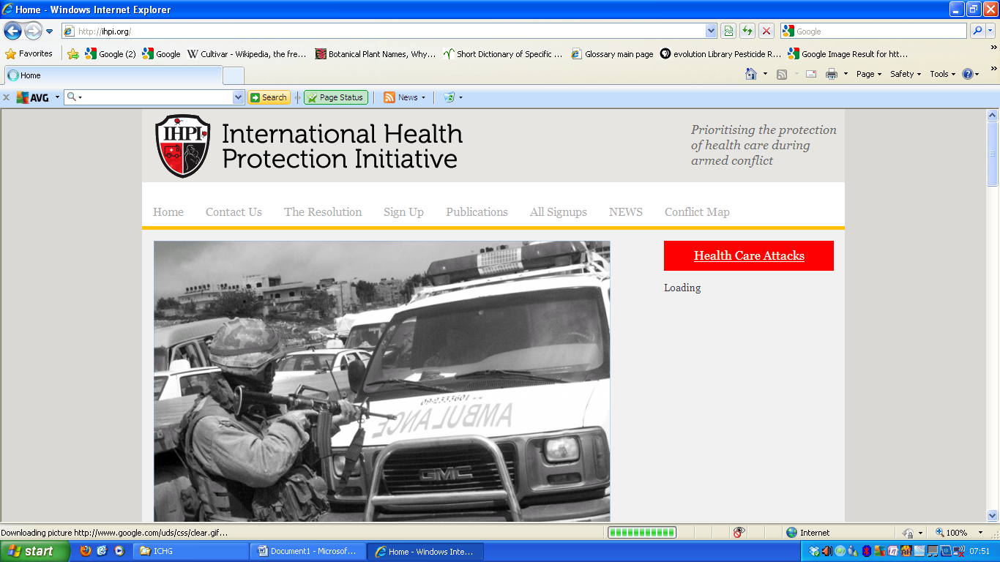 Home - Windows Internet Explorer
http://ihpi.org/
Google
Favorites
Google (2)
Google
Cultivar - Wikipedia, the fre...
Botanical Plant Names, Why...
Short Dictionary of Specific ...
Glossary main page
evolution Library Pesticide R...
Google Image Result for htt...
Home
Page
Safety
Tools
AVG
Search
Page Status
News
IHPI
International Health
Protection Initiative
Prioritising the protection
of health care during
armed conflict
Home
Contact Us
The Resolution
Sign Up
Publications
All Signups
NEWS
Conflict Map
Health Care Attacks
Loading
AMBULANCE
GMC
Downloading picture http://www.google.com/uds/css/clear.gif...
Internet
100%
start
ICHG
Document1 - Microsof...
Home - Windows Inte...
07:51